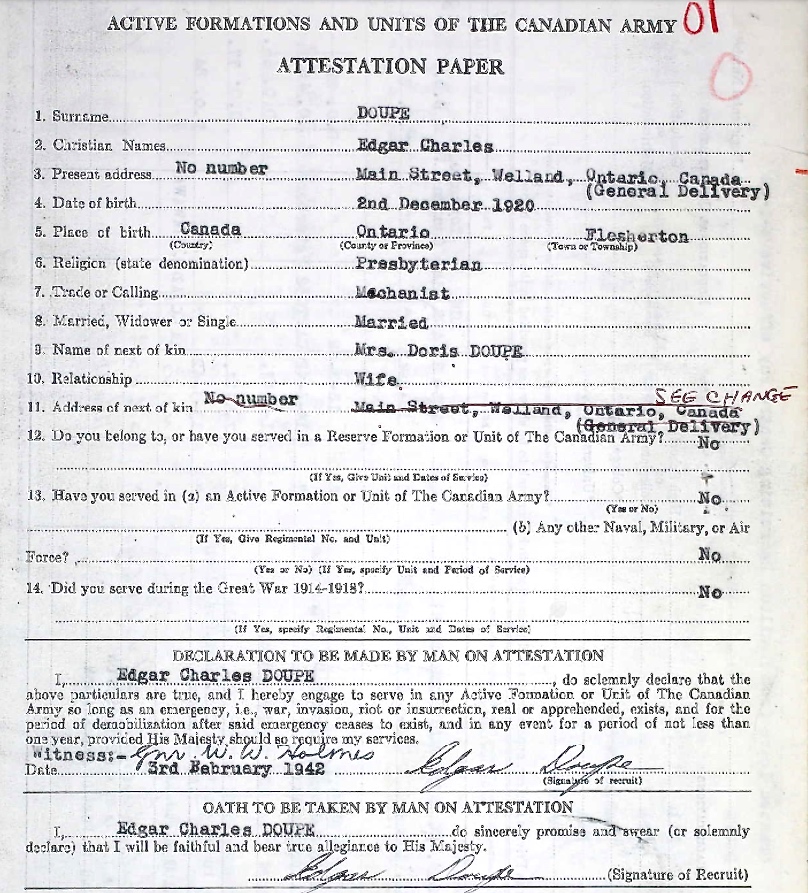 ACTIVE FORMATIONS AND UNITS OF THE CANADIAN ARMY 01
O
ATTESTATION PAPER
1. Surname DOUPE
2. Christian Names Edgar Charles
3. Present address No number Main Street, Welland, Ontario, Canada
(General Delivery)
4. Date of birth 2nd December 1920
5. Place of birth Canada Ontario Flesherton
(Country) (County or Province) (Town or Township)
6. Religion (state denomination) Presbyterian
7. Trade or Calling Mechanist
8. Married, Widower or Single Married
9. Name of next of kin Mrs. Doris DOUPE
10. Relationship Wife
SEE CHANGE
11. Address of next of kin No number Main Street, Welland, Ontario, Canada
(General Delivery)
12. Do you belong to, or have you served in a Reserve Formation or Unit of The Canadian Army? No
(If Yes, Give Unit and Dates of Service)
13. Have you served in (a) an Active Formation or Unit of The Canadian Army? No
(Yes or No)
(b) Any other Naval, Military, or Air
(If Yes, Give Regimental No. and Unit)
Force? No
(Yes or No) (If Yes, specify Unit and Period of Service)
14. Did you serve during the Great War 1914-1918? No
(If Yes, specify Regimental No., Unit and Dates of Service)
DECLARATION TO BE MADE BY MAN ON ATTESTATION
I, Edgar Charles DOUPE, do solemnly declare that the
above particulars are true, and I hereby engage to serve in any Active Formation or Unit of The Canadian
Army so long as an emergency, i.e., war, invasion, riot or insurrection, real or apprehended, exists, and for the
period of demobilization after said emergency ceases to exist, and in any event for a period of not less than
one year, provided His Majesty should so require my services.
Witness:- Gnr. W. W. Holmes
Date 3rd February 1942 Edgar Doupe
(Signature of recruit)
OATH TO BE TAKEN BY MAN ON ATTESTATION
I, Edgar Charles DOUPE do sincerely promise and swear (or solemnly
declare) that I will be faithful and bear true allegiance to His Majesty.
Edgar Doupe (Signature of Recruit)